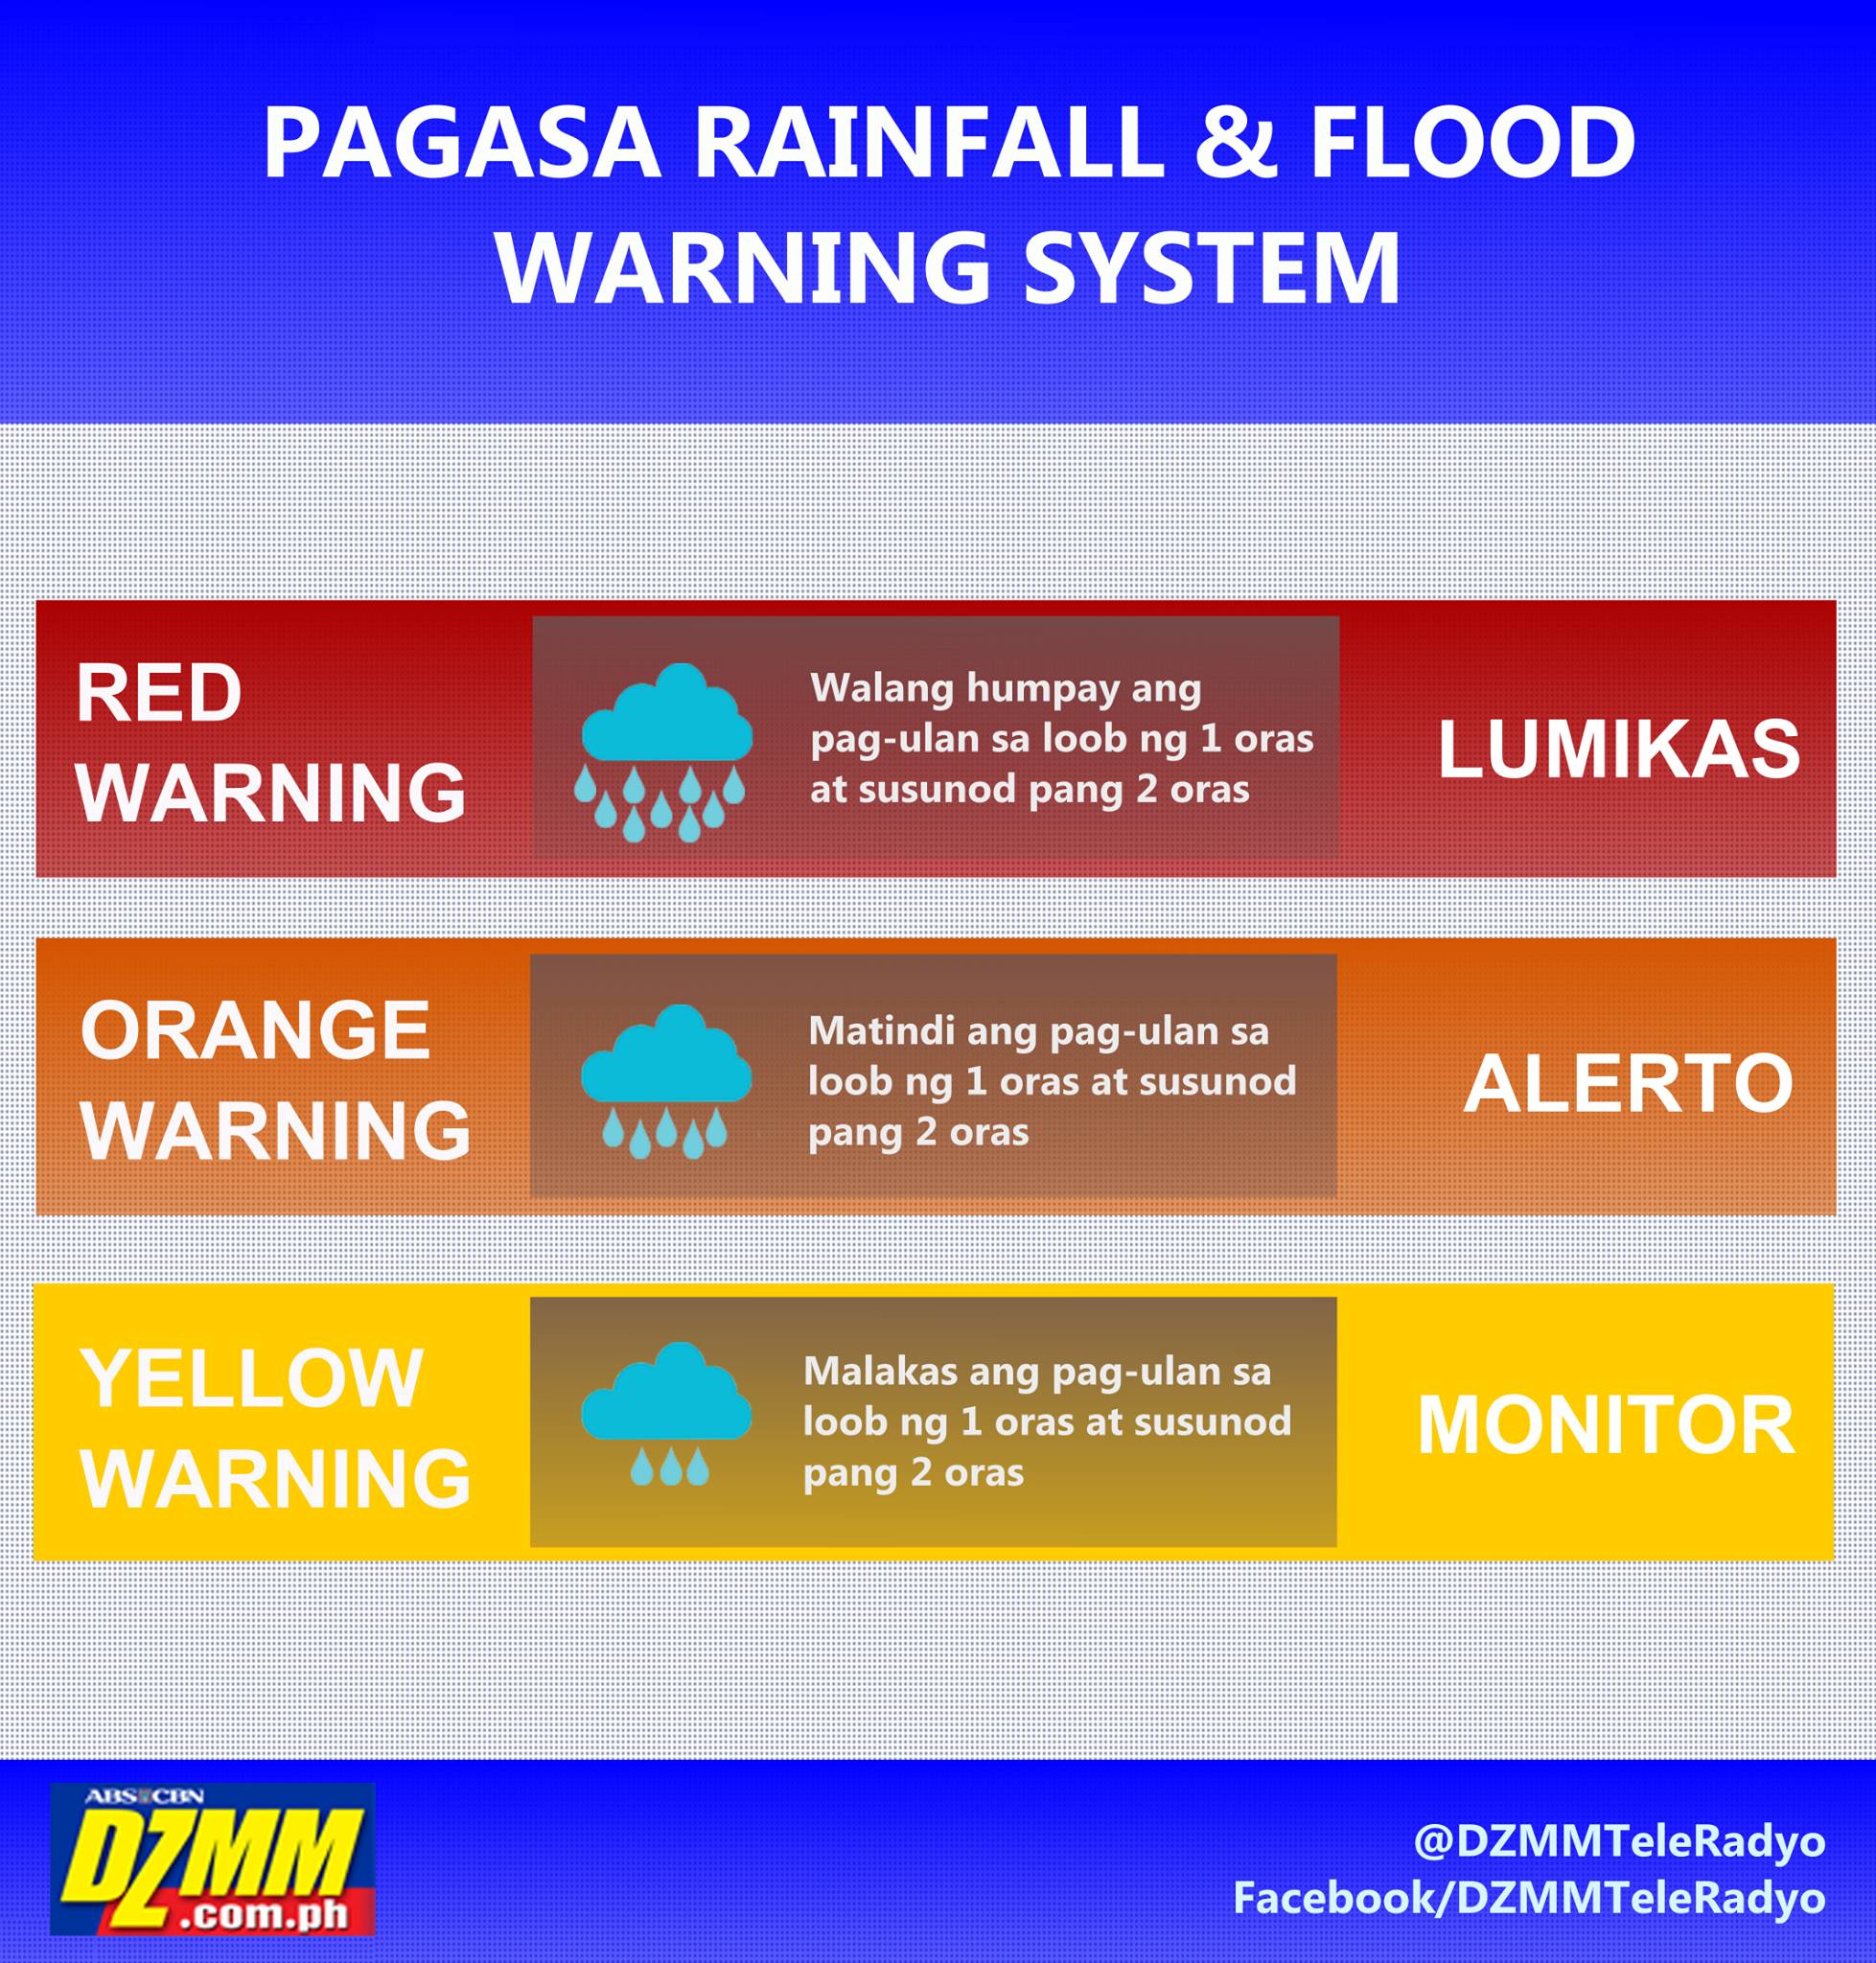 PAGASA RAINFALL & FLOOD
WARNING SYSTEM
RED
WARNING
Walang humpay ang
pag-ulan sa loob ng 1 oras
at susunod pang 2 oras
LUMIKAS
ORANGE
WARNING
Matindi ang pag-ulan sa
loob ng 1 oras at susunod
pang 2 oras
ALERTO
YELLOW
WARNING
Malakas ang pag-ulan sa
loob ng 1 oras at susunod
pang 2 oras
MONITOR
ABS-CBN
DZMM
.com.ph
@DZMMTeleRadyo
Facebook/DZMMTeleRadyo